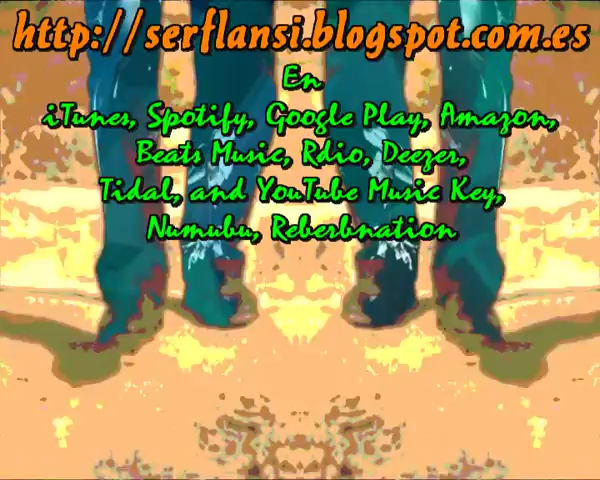 http://serflansi.blogspot.com.es
En
iTunes, Spotify, Google Play, Amazon,
Beats Music, Rdio, Deezer,
Tidal, and YouTube Music Key,
Numubu, Reberbnation